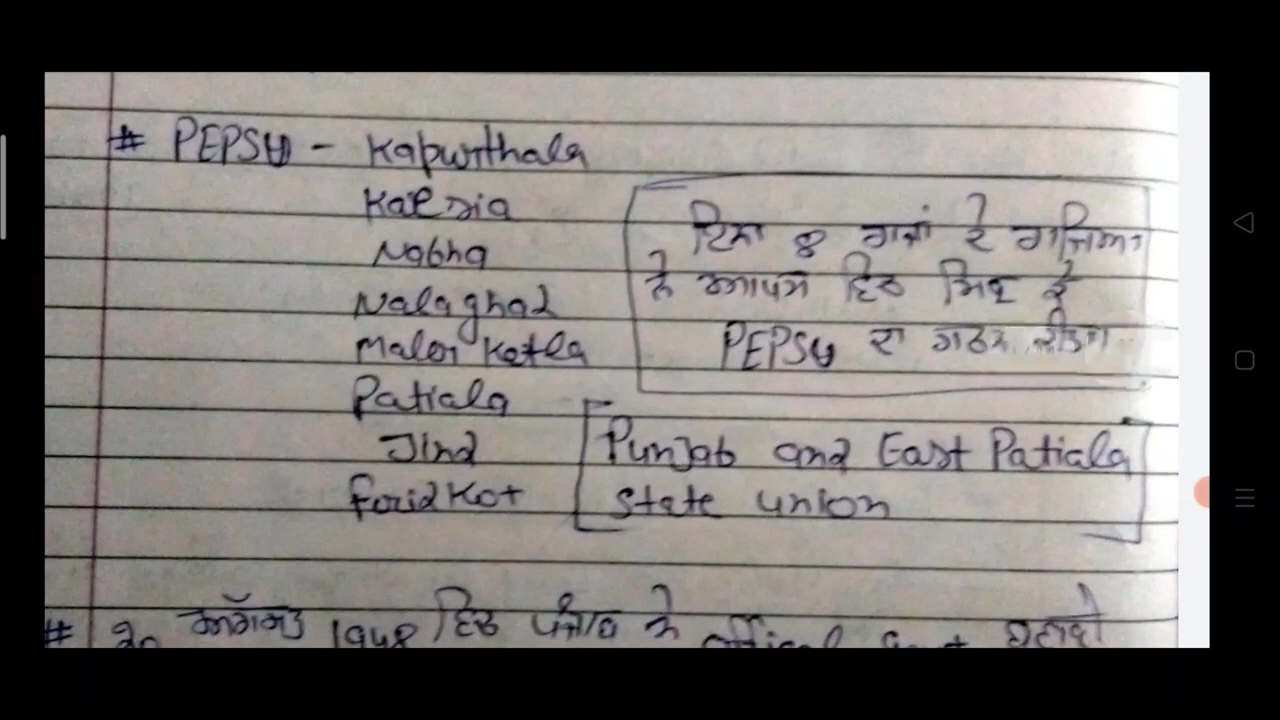 # PEPSU - Kapurthala
Kalsia
Nabha
Nalaghad
Maler Kotla
Patiala
Jind
Faridkot
ਇਨਾ 8 ਰਾਜਾਂ ਦੇ ਰਾਜਿਆ
ਨੇ ਆਪਸ ਵਿਚ ਮਿਲ ਕੇ
PEPSU ਦਾ ਗਠਨ ਕੀਤਾ
Punjab and East Patiala
State union
# 20 ਅਗਸਤ 1948 ਵਿਚ ਪੰਜਾਬ ਨੇ